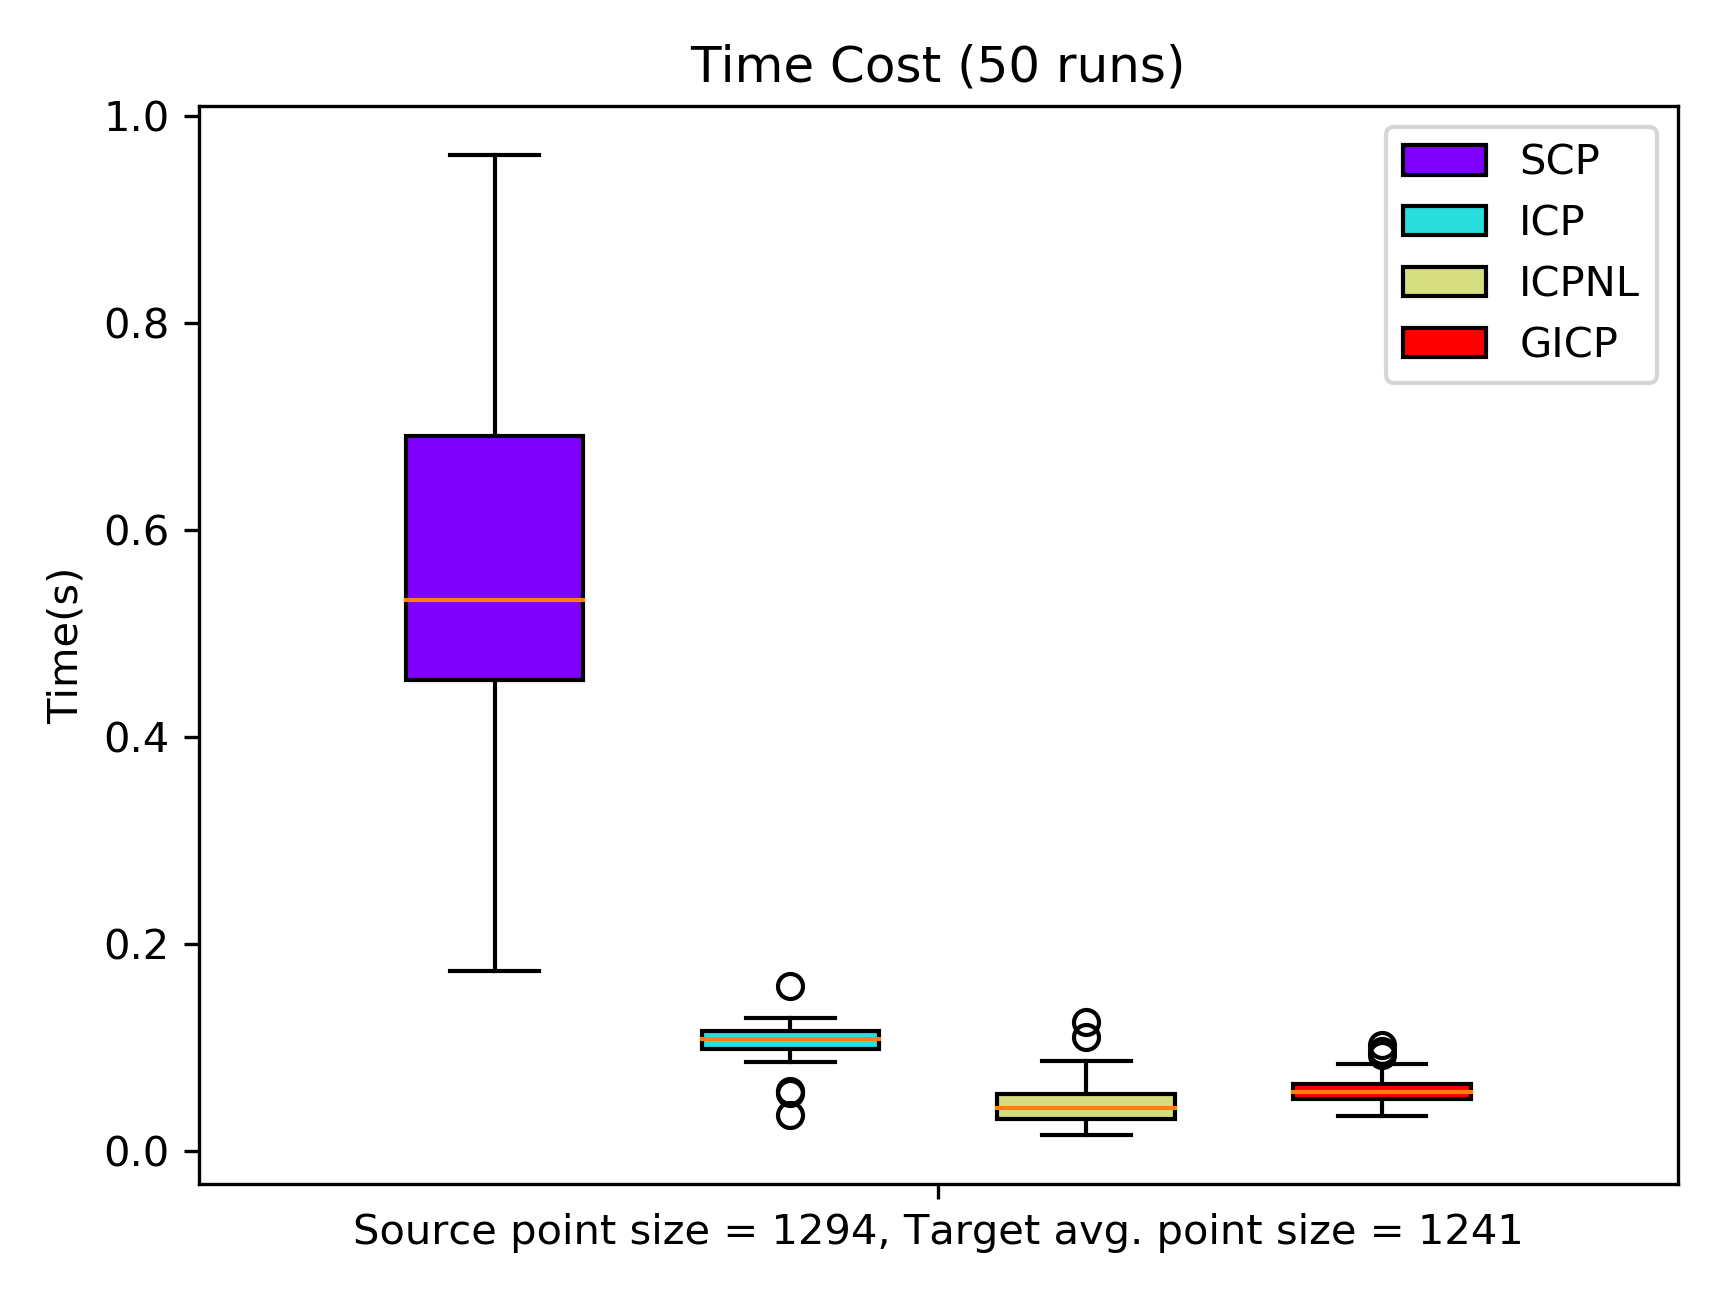 Time Cost (50 runs)
1.0
0.8
0.6
0.4
0.2
0.0
Time(s)
SCP
ICP
ICPNL
GICP
Source point size = 1294, Target avg. point size = 1241